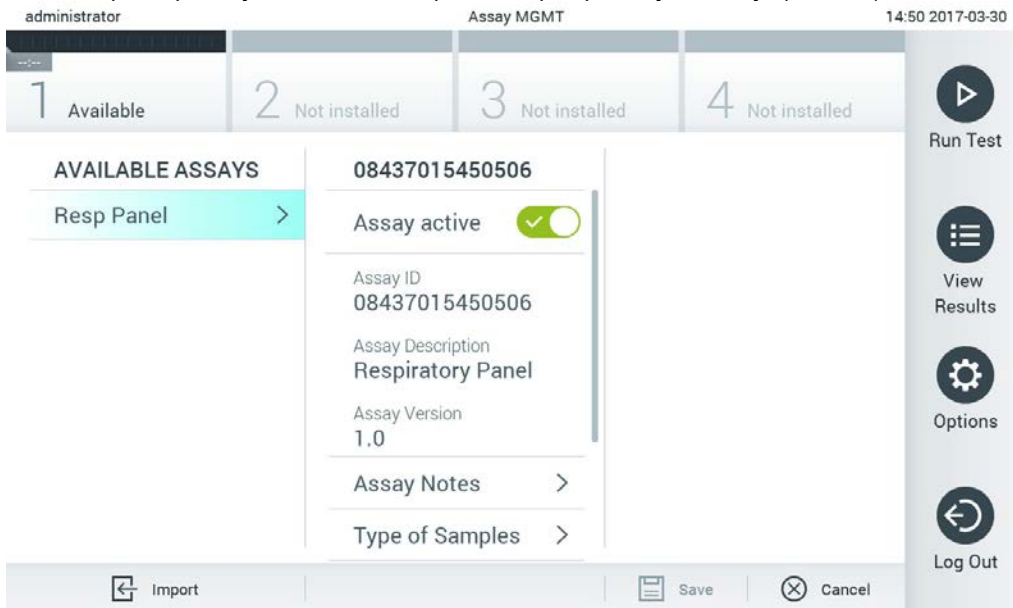 administrator Assay MGMT 14:50 2017-03-30
--:--
1 Available 2 Not installed 3 Not installed 4 Not installed
Run Test
AVAILABLE ASSAYS
Resp Panel
08437015450506
Assay active
Assay ID
08437015450506
Assay Description
Respiratory Panel
Assay Version
1.0
Assay Notes
Type of Samples
View
Results
Options
Log Out
Import Save Cancel